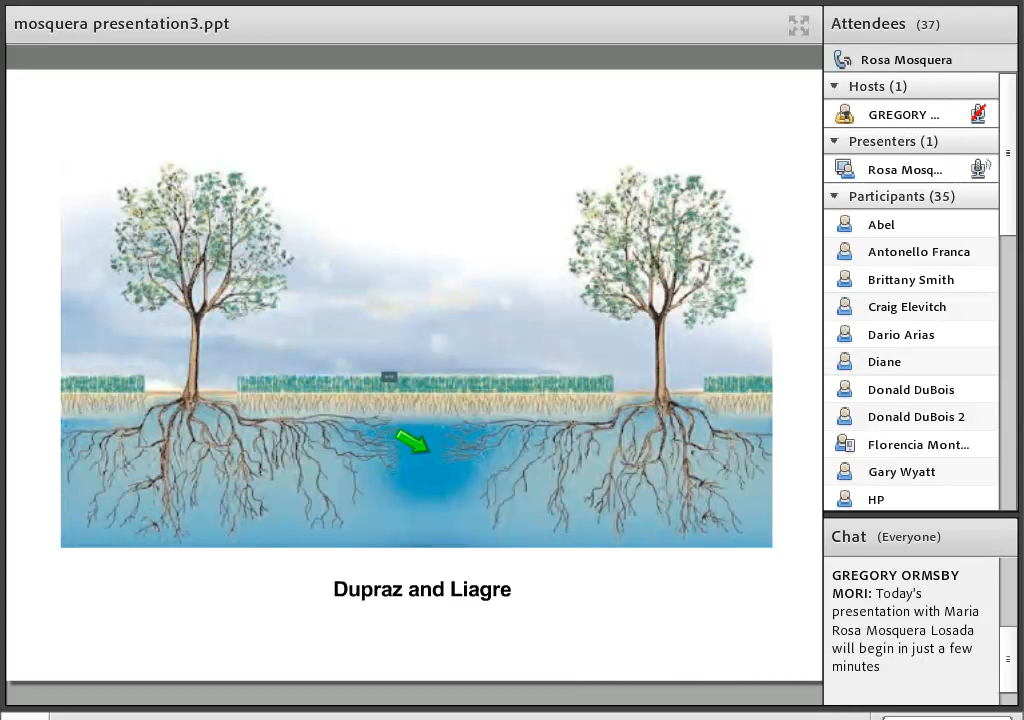 mosquera presentation3.ppt
Dupraz and Liagre
Attendees (37)
Rosa Mosquera
Hosts (1)
GREGORY ...
Presenters (1)
Rosa Mosq...
Participants (35)
Abel
Antonello Franca
Brittany Smith
Craig Elevitch
Dario Arias
Diane
Donald DuBois
Donald DuBois 2
Florencia Mont...
Gary Wyatt
HP
Chat (Everyone)
GREGORY ORMSBY
MORI: Today's
presentation with Maria
Rosa Mosquera Losada
will begin in just a few
minutes